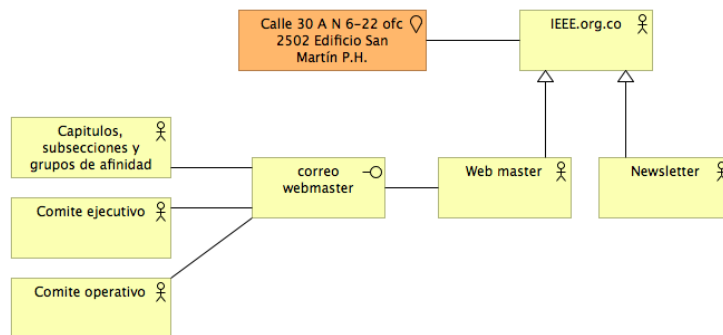 Calle 30 A N 6-22 ofc
2502 Edificio San
Martín P.H.
IEEE.org.co
Capitulos,
subsecciones y
grupos de afinidad
correo
webmaster
Web master
Newsletter
Comite ejecutivo
Comite operativo